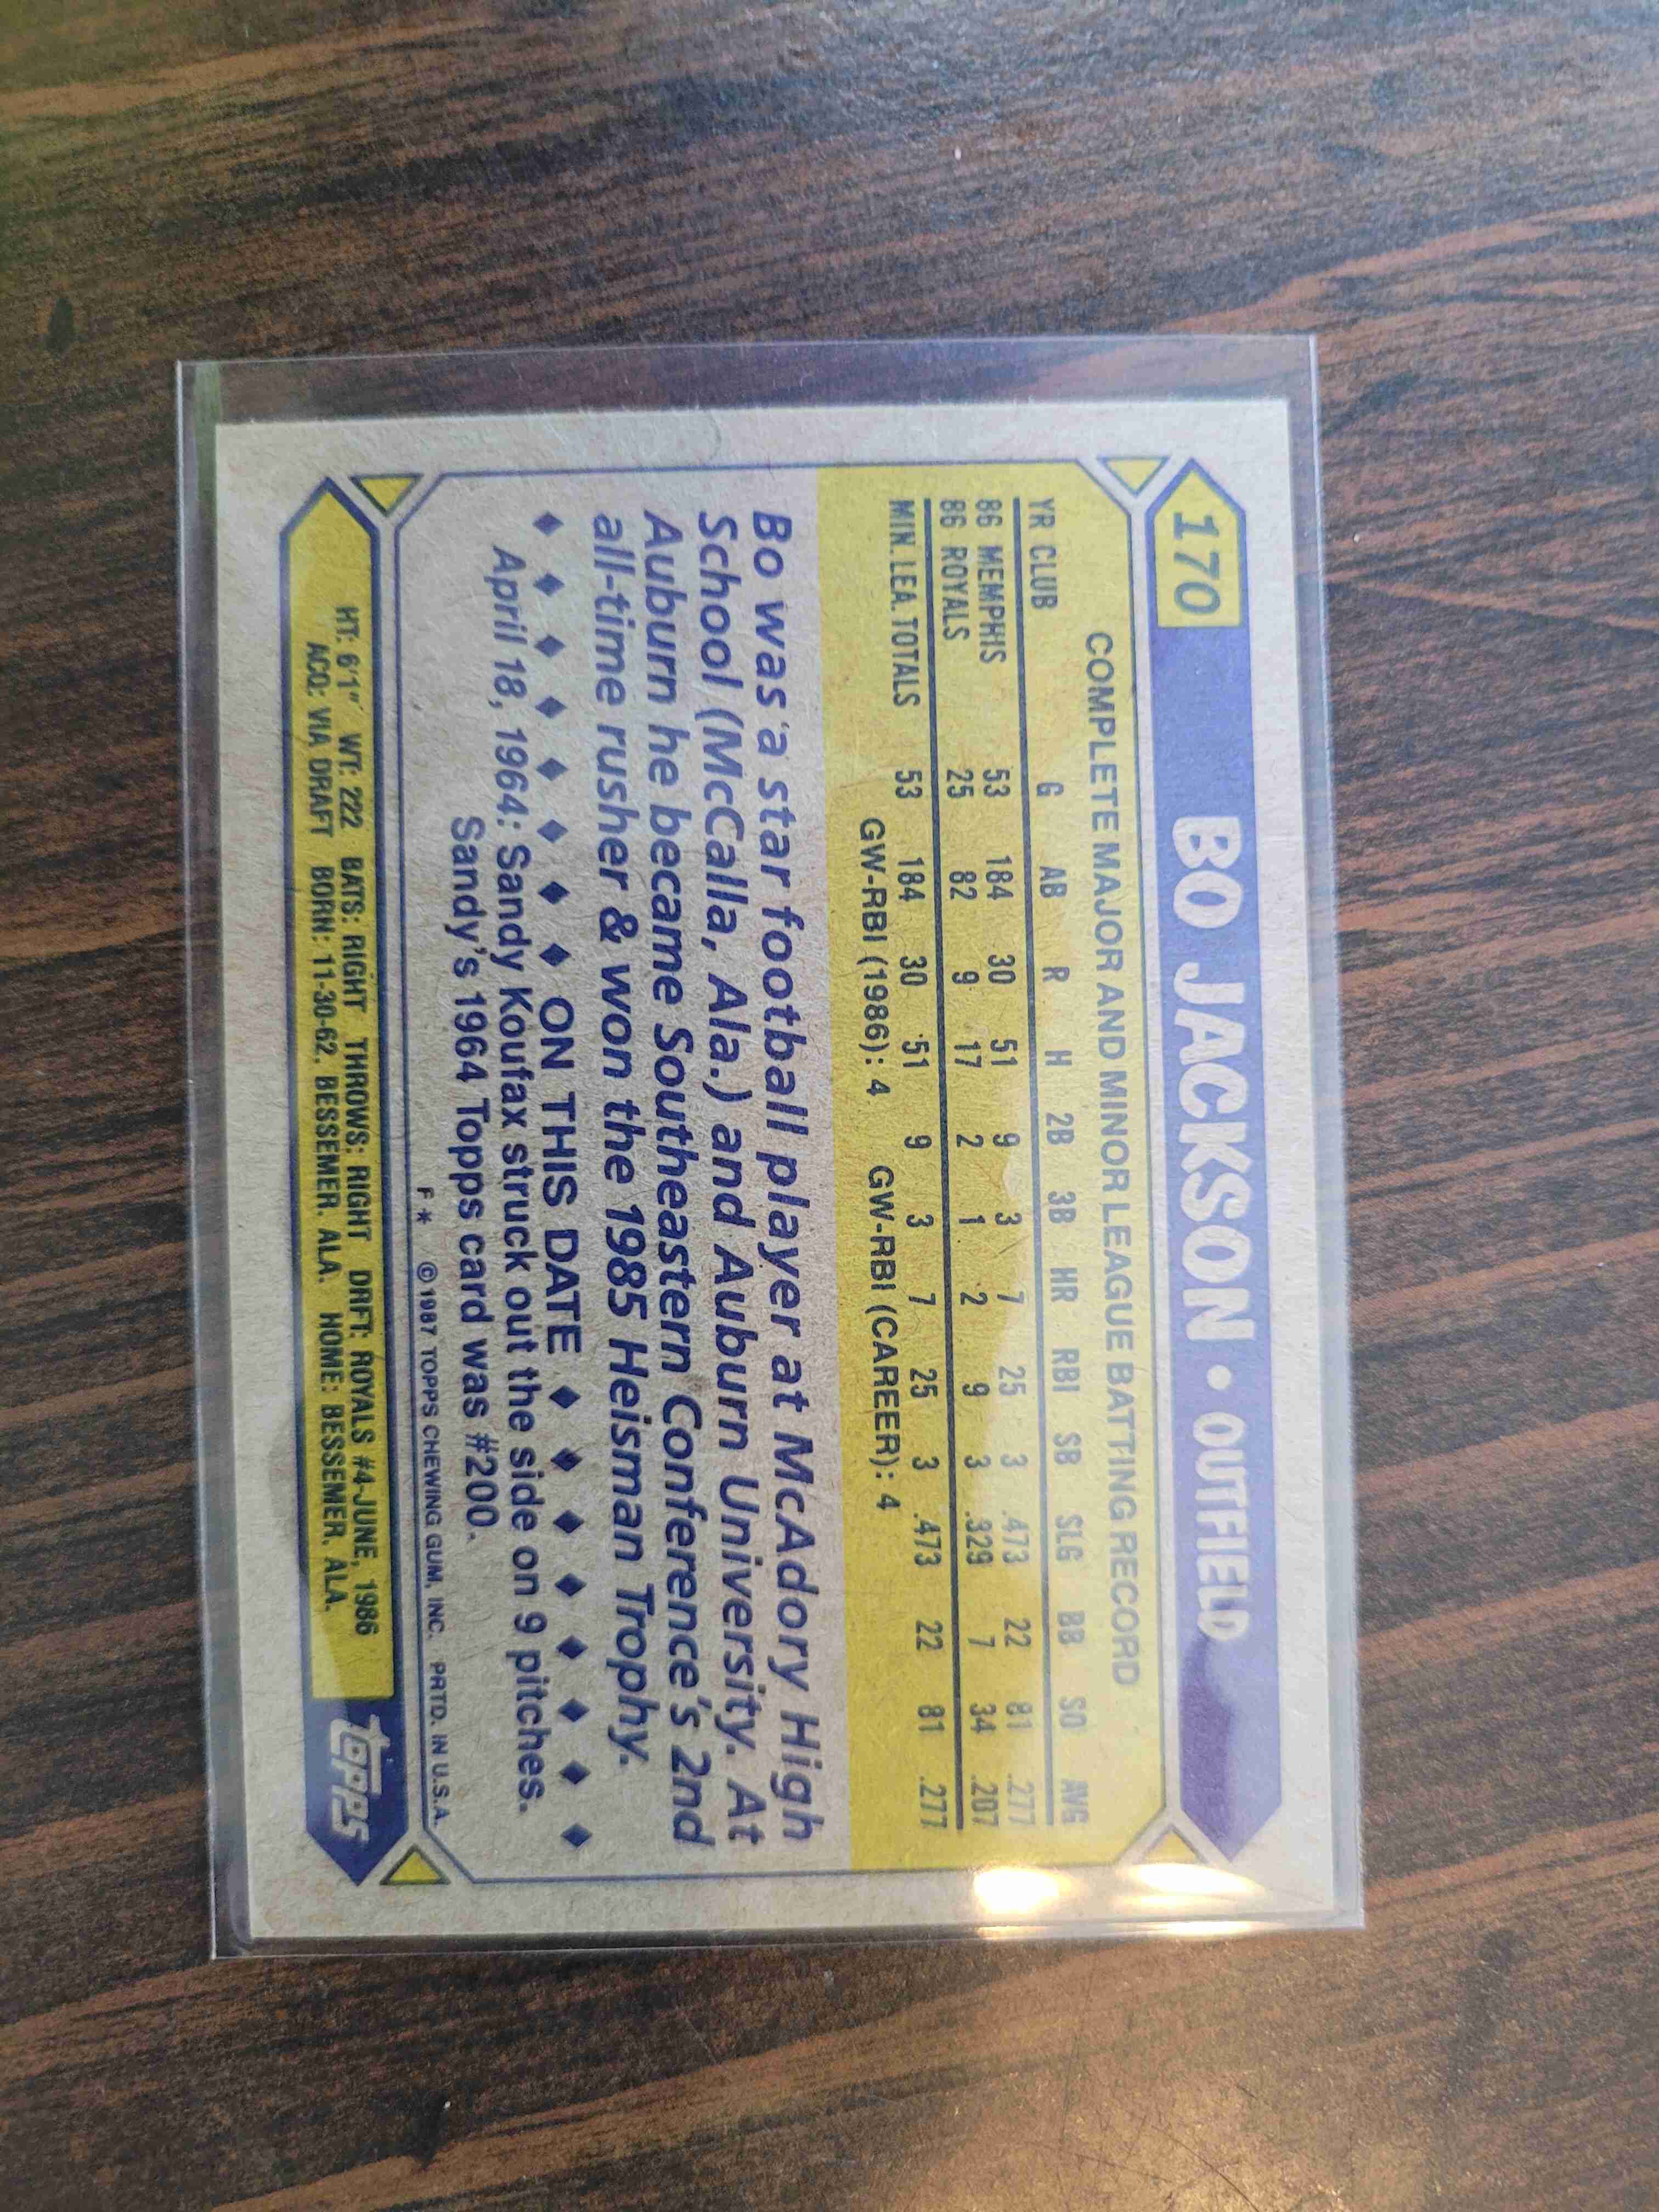 170 BO JACKSON • OUTFIELD
COMPLETE MAJOR AND MINOR LEAGUE BATTING RECORD
YR CLUB G AB R H 2B 3B HR RBI SB SLG BB SO AVG
86 MEMPHIS 53 184 30 51 9 3 7 25 3 .473 22 81 .277
86 ROYALS 25 82 9 17 2 1 2 9 3 .329 7 34 .207
MIN. LEA. TOTALS 53 184 30 51 9 3 7 25 3 .473 22 81 .277
GW-RBI (1986): 4 GW-RBI (CAREER): 4
Bo was a star football player at McAdory High
School (McCalla, Ala.) and Auburn University. At
Auburn he became Southeastern Conference's 2nd
all-time rusher & won the 1985 Heisman Trophy.
♦ ♦ ♦ ♦ ♦ ♦ ♦ ♦ ON THIS DATE ♦ ♦ ♦ ♦ ♦ ♦ ♦ ♦
April 18, 1964: Sandy Koufax struck out the side on 9 pitches.
Sandy's 1964 Topps card was #200.
F* © 1987 TOPPS CHEWING GUM, INC. PRTD. IN U.S.A.
HT: 6'1" WT: 222 BATS: RIGHT THROWS: RIGHT DRFT: ROYALS #4-JUNE, 1986
ACQ: VIA DRAFT BORN: 11-30-62, BESSEMER, ALA. HOME: BESSEMER, ALA.
topps